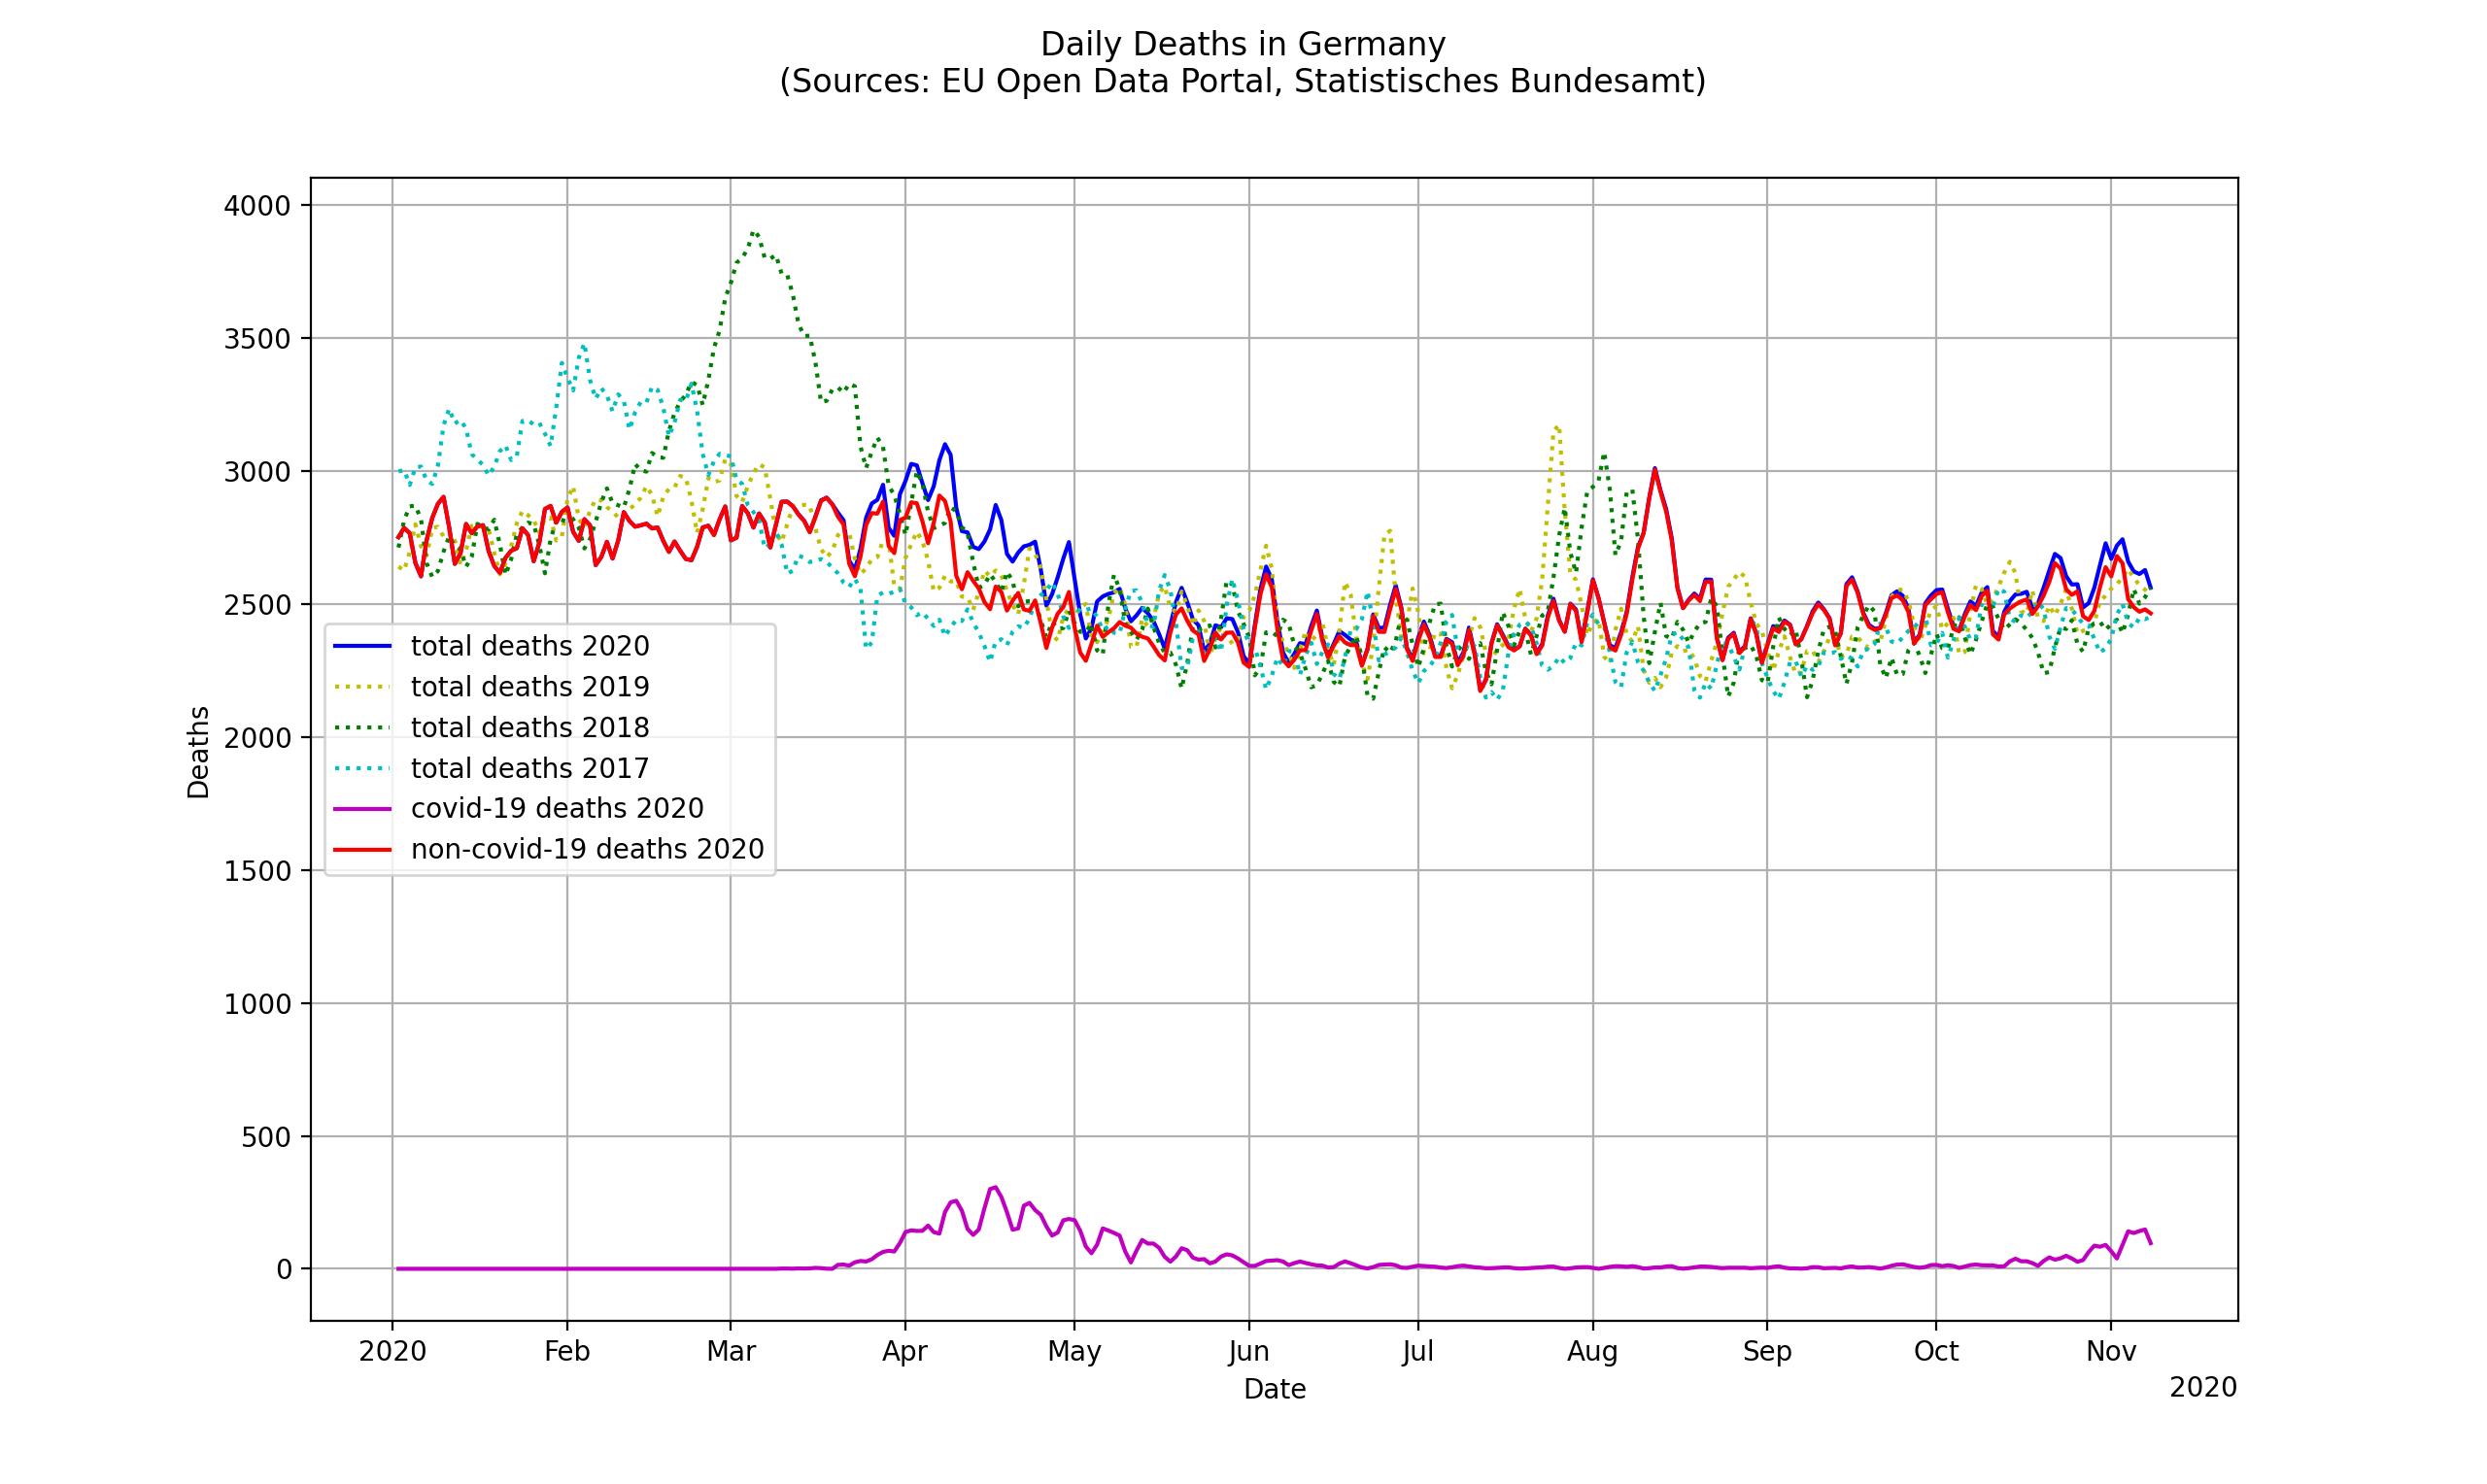 Daily Deaths in Germany
(Sources: EU Open Data Portal, Statistisches Bundesamt)
4000
3500
3000
2500
2000
1500
1000
500
0
Deaths
total deaths 2020
total deaths 2019
total deaths 2018
total deaths 2017
covid-19 deaths 2020
non-covid-19 deaths 2020
2020 Feb Mar Apr May Jun Jul Aug Sep Oct Nov
Date
2020